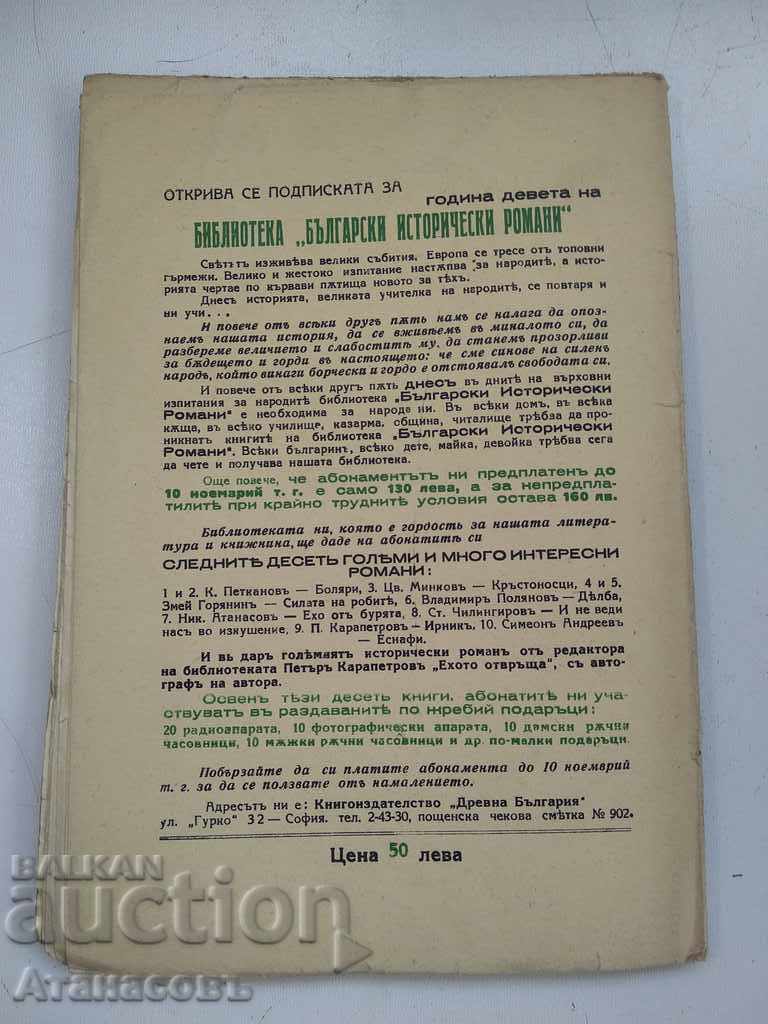 ОТКРИВА СЕ ПОДПИСКАТА ЗА година девета на
БИБЛИОТЕКА „БЪЛГАРСКИ ИСТОРИЧЕСКИ РОМАНИ"
Свѣтътъ изживѣва велики събития. Европа се тресе отъ топовни
гърмежи. Велико и жестоко изпитание настѫпва за народитѣ, а исто-
рията чертае по кървави пѫтища новото за тѣхъ.
Днесъ историята, великата учителка на народитѣ, се повтаря и
ни учи...
И повече отъ всѣки другъ пѫть намъ се налага да опоз-
наемъ нашата история, да се вживѣемъ въ миналото си, да
разбереме величието и слабоститѣ му, да станемъ прозорливи
за бѫдещето и горди въ настоящето: че сме синове на силенъ
народъ, който винаги борчески и гордо е отстоявалъ свободата си.
И повече отъ всѣки другъ пѫть днесъ въ днитѣ на върховни
изпитания за народитѣ библиотека „Български Исторически
Романи" е необходима за народа ни. Въ всѣки домъ, въ всѣка
кѫща, въ всѣко училище, казарма, община, читалище трѣбва да про-
никнатъ книгитѣ на библиотека „Български Исторически
Романи". Всѣки българинъ, всѣко дете, майка, девойка трѣбва сега
да чете и получава нашата библиотека.
Още повече, че абонаментътъ ни предплатенъ до
10 ноемарий т. г. е само 130 лева, а за непредпла-
тилитѣ при крайно труднитѣ условия остава 160 лв.
Библиотеката ни, която е гордость за нашата литера-
тура и книжнина, ще даде на абонатитѣ си
СЛЕДНИТѢ ДЕСЕТЬ ГОЛѢМИ И МНОГО ИНТЕРЕСНИ
РОМАНИ:
1 и 2. К. Петкановъ — Боляри, 3. Цв. Минковъ — Кръстоносци, 4 и 5.
Змей Горянинъ — Силата на робитѣ, 6. Владимиръ Поляновъ — Дѣлба,
7. Ник. Атанасовъ — Ехо отъ бурята, 8. Ст. Чилингировъ — И не веди
насъ во изкушение, 9. П. Карапетровъ - Ирник, 10. Симеонъ Андреевъ
— Еснафи.
И въ даръ голѣмиятъ исторически романъ отъ редактора
на библиотеката Петъръ Карапетровъ „Ехото отвръща", съ авто-
графъ на автора.
Освенъ тѣзи десеть книги, абонатитѣ ни уча-
ствуватъ въ раздаванитѣ по жребий подаръци:
20 радиоапарата, 10 фотографически апарата, 10 дамски рѫчни
часовници, 10 мѫжки рѫчни часовници и др. по-малки подаръци.
Побързайте да си платите абонамента до 10 ноемврий
т. г. за да се ползвате отъ намалението.
Адресътъ ни е: Книгоиздателство „Древна България"
ул. „Гурко" 32 — София. тел. 2-43-30, пощенска чекова смѣтка № 902.
Цена 50 лева
BALKAN
auction
Атанасовъ